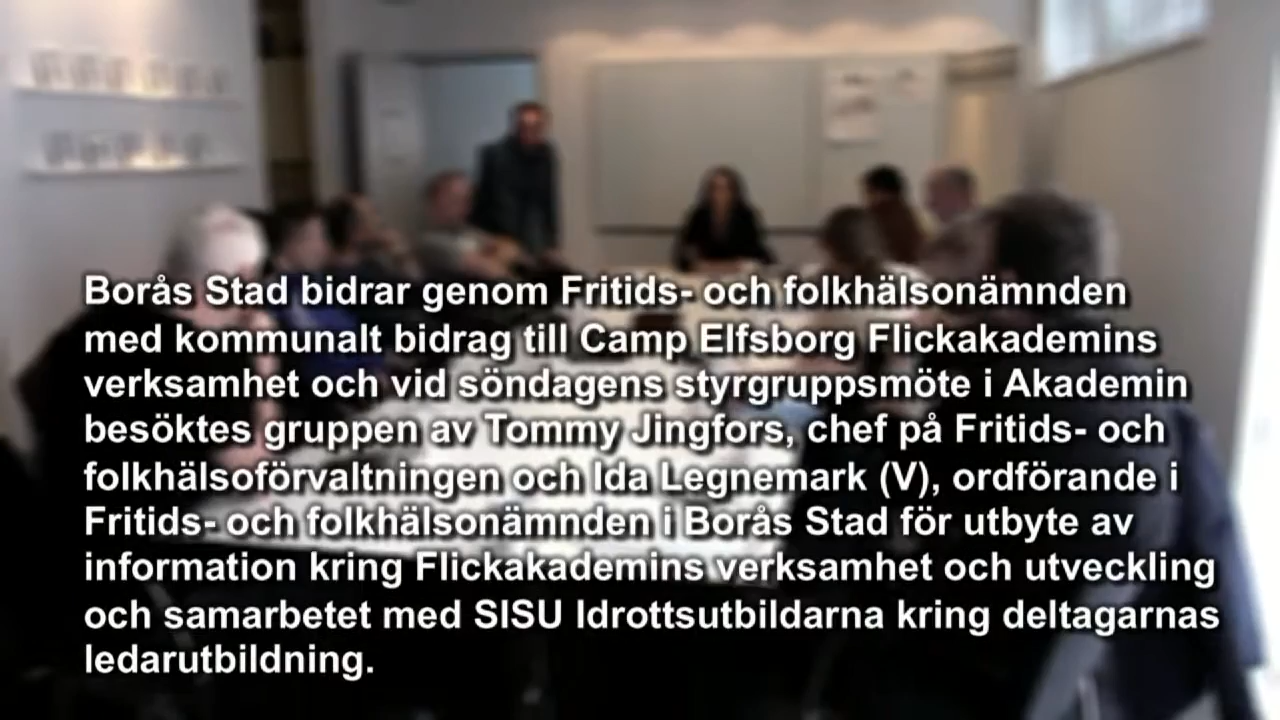 Borås Stad bidrar genom Fritids- och folkhälsonämnden
med kommunalt bidrag till Camp Elfsborg Flickakademins
verksamhet och vid söndagens styrgruppsmöte i Akademin
besöktes gruppen av Tommy Jingfors, chef på Fritids- och
folkhälsoförvaltningen och Ida Legnemark (V), ordförande i
Fritids- och folkhälsonämnden i Borås Stad för utbyte av
information kring Flickakademins verksamhet och utveckling
och samarbetet med SISU Idrottsutbildarna kring deltagarnas
ledarutbildning.